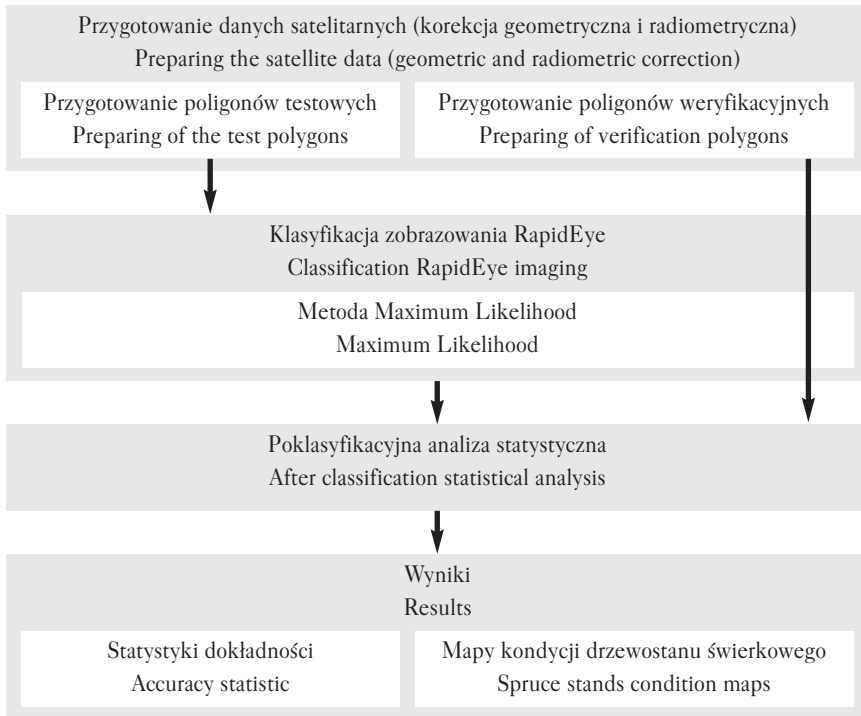 Przygotowanie danych satelitarnych (korekcja geometryczna i radiometryczna)
Preparing the satellite data (geometric and radiometric correction)
Przygotowanie poligonów testowych
Preparing of the test polygons
Przygotowanie poligonów weryfikacyjnych
Preparing of verification polygons
Klasyfikacja zobrazowania RapidEye
Classification RapidEye imaging
Metoda Maximum Likelihood
Maximum Likelihood
Poklasyfikacyjna analiza statystyczna
After classification statistical analysis
Wyniki
Results
Statystyki dokładności
Accuracy statistic
Mapy kondycji drzewostanu świerkowego
Spruce stands condition maps